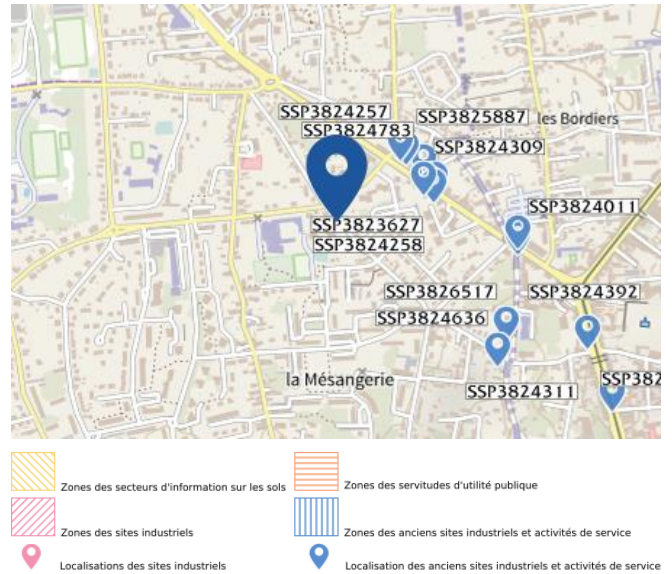 SSP3824257
SSP3825887
les Bordiers
SSP3824783
SSP3824309
SSP3824011
SSP3823627
SSP3824258
SSP3826517
SSP3824392
SSP3824636
la Mésangerie
SSP382
SSP3824311
Zones des secteurs d'information sur les sols
Zones des servitudes d'utilité publique
Zones des sites industriels
Zones des anciens sites industriels et activités de service
Localisations des sites industriels
Localisation des anciens sites industriels et activités de service